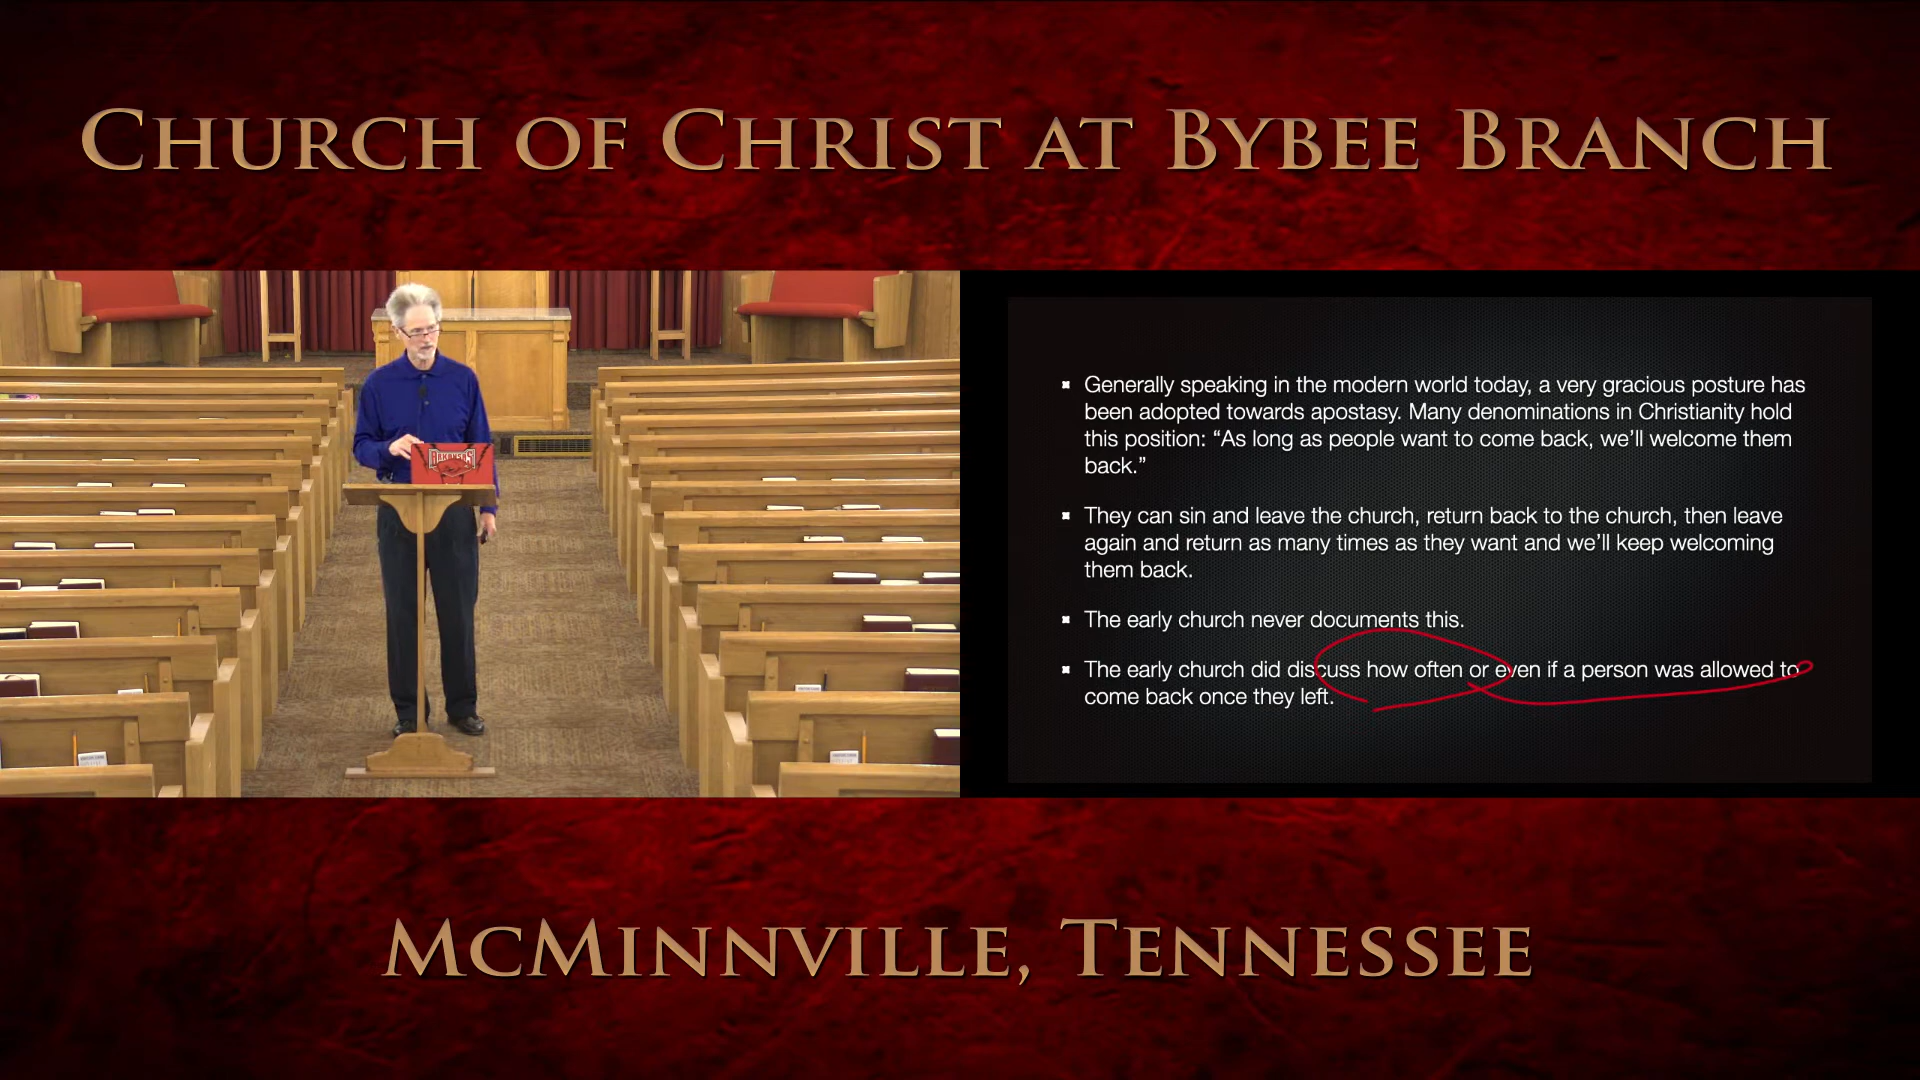 CHURCH OF CHRIST AT BYBEE BRANCH
ARKANSAS
▪ Generally speaking in the modern world today, a very gracious posture has
been adopted towards apostasy. Many denominations in Christianity hold
this position: “As long as people want to come back, we’ll welcome them
back.”
▪ They can sin and leave the church, return back to the church, then leave
again and return as many times as they want and we’ll keep welcoming
them back.
▪ The early church never documents this.
▪ The early church did discuss how often or even if a person was allowed to
come back once they left.
MCMINNVILLE, TENNESSEE